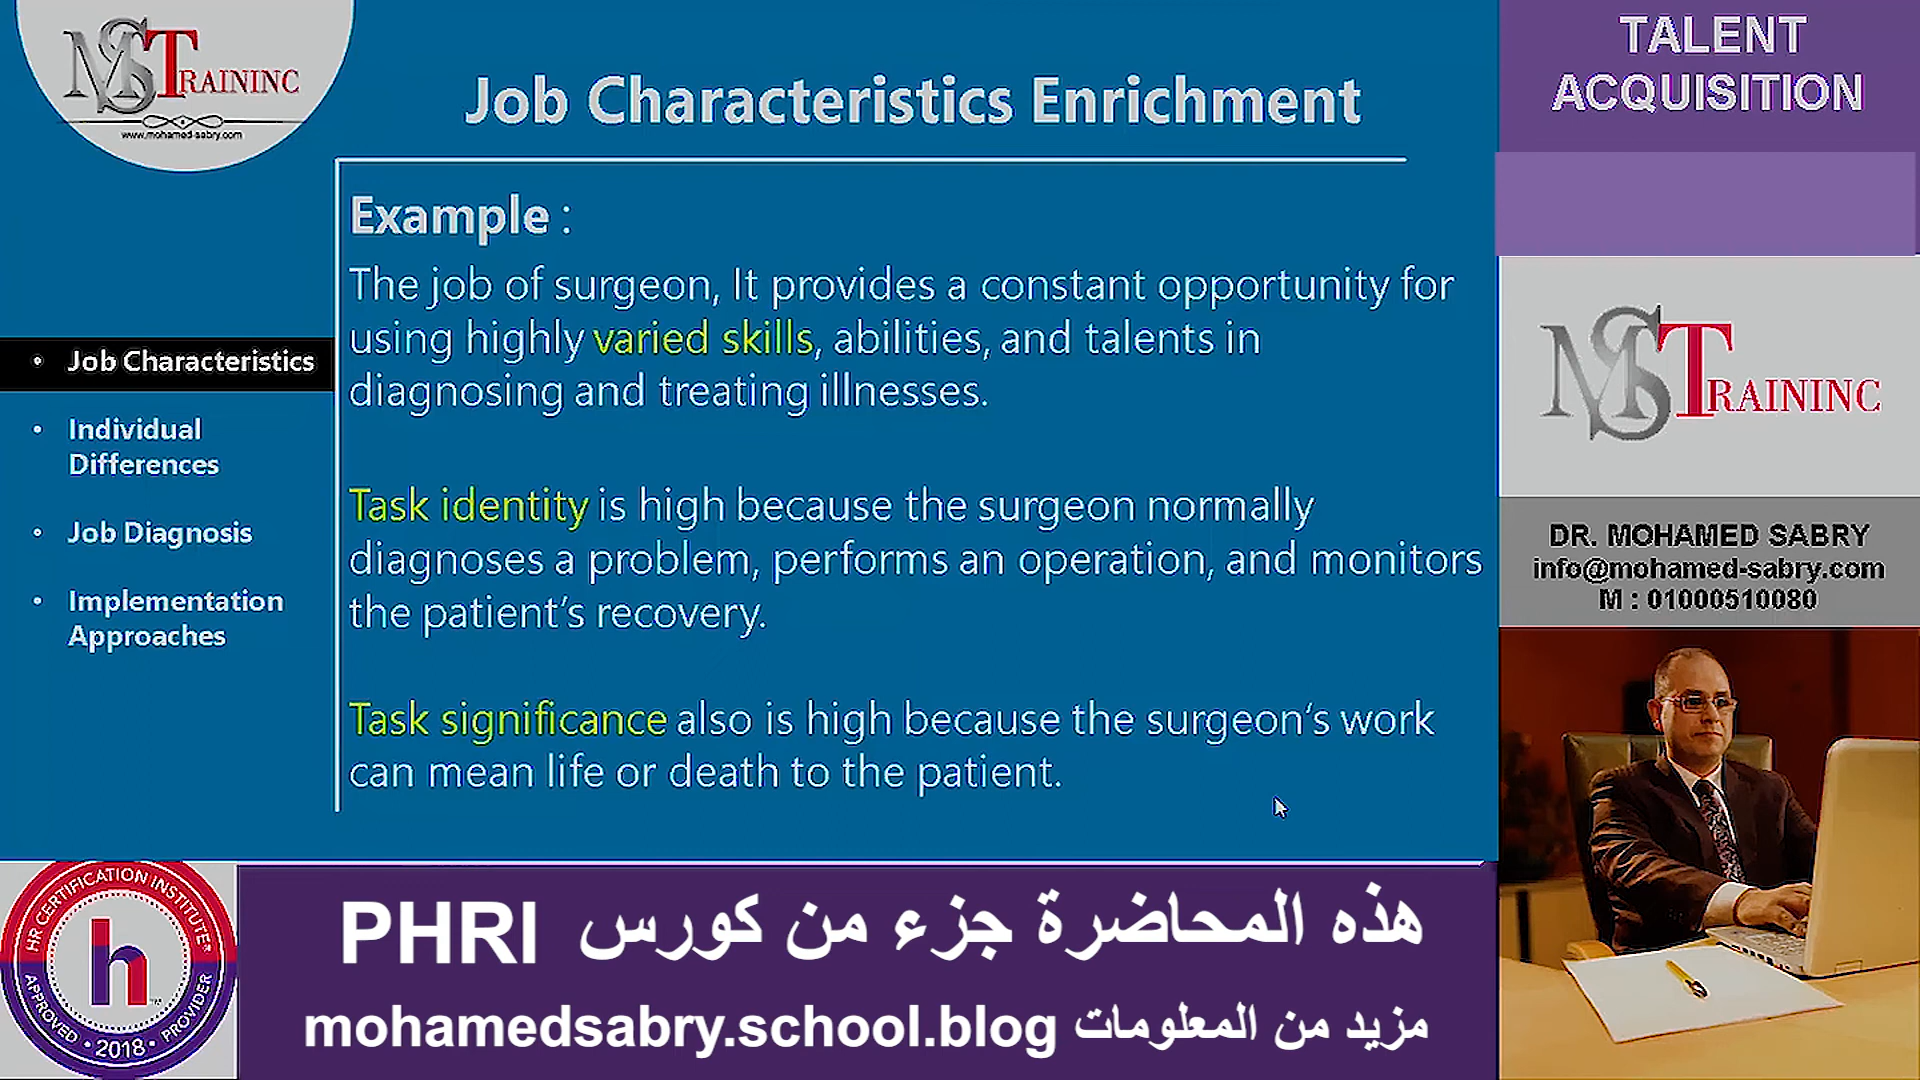 MSTRAININC
www.mohamed-sabry.com
Job Characteristics Enrichment
TALENT
ACQUISITION
• Job Characteristics
• Individual
Differences
• Job Diagnosis
• Implementation
Approaches
Example :
The job of surgeon, It provides a constant opportunity for
using highly varied skills, abilities, and talents in
diagnosing and treating illnesses.
Task identity is high because the surgeon normally
diagnoses a problem, performs an operation, and monitors
the patient's recovery.
Task significance also is high because the surgeon's work
can mean life or death to the patient.
MSTRAININC
DR. MOHAMED SABRY
info@mohamed-sabry.com
M : 01000510080
HR CERTIFICATION INSTITUTE®
h™
APPROVED • 2018 • PROVIDER
هذه المحاضرة جزء من كورس PHRI
مزيد من المعلومات mohamedsabry.school.blog